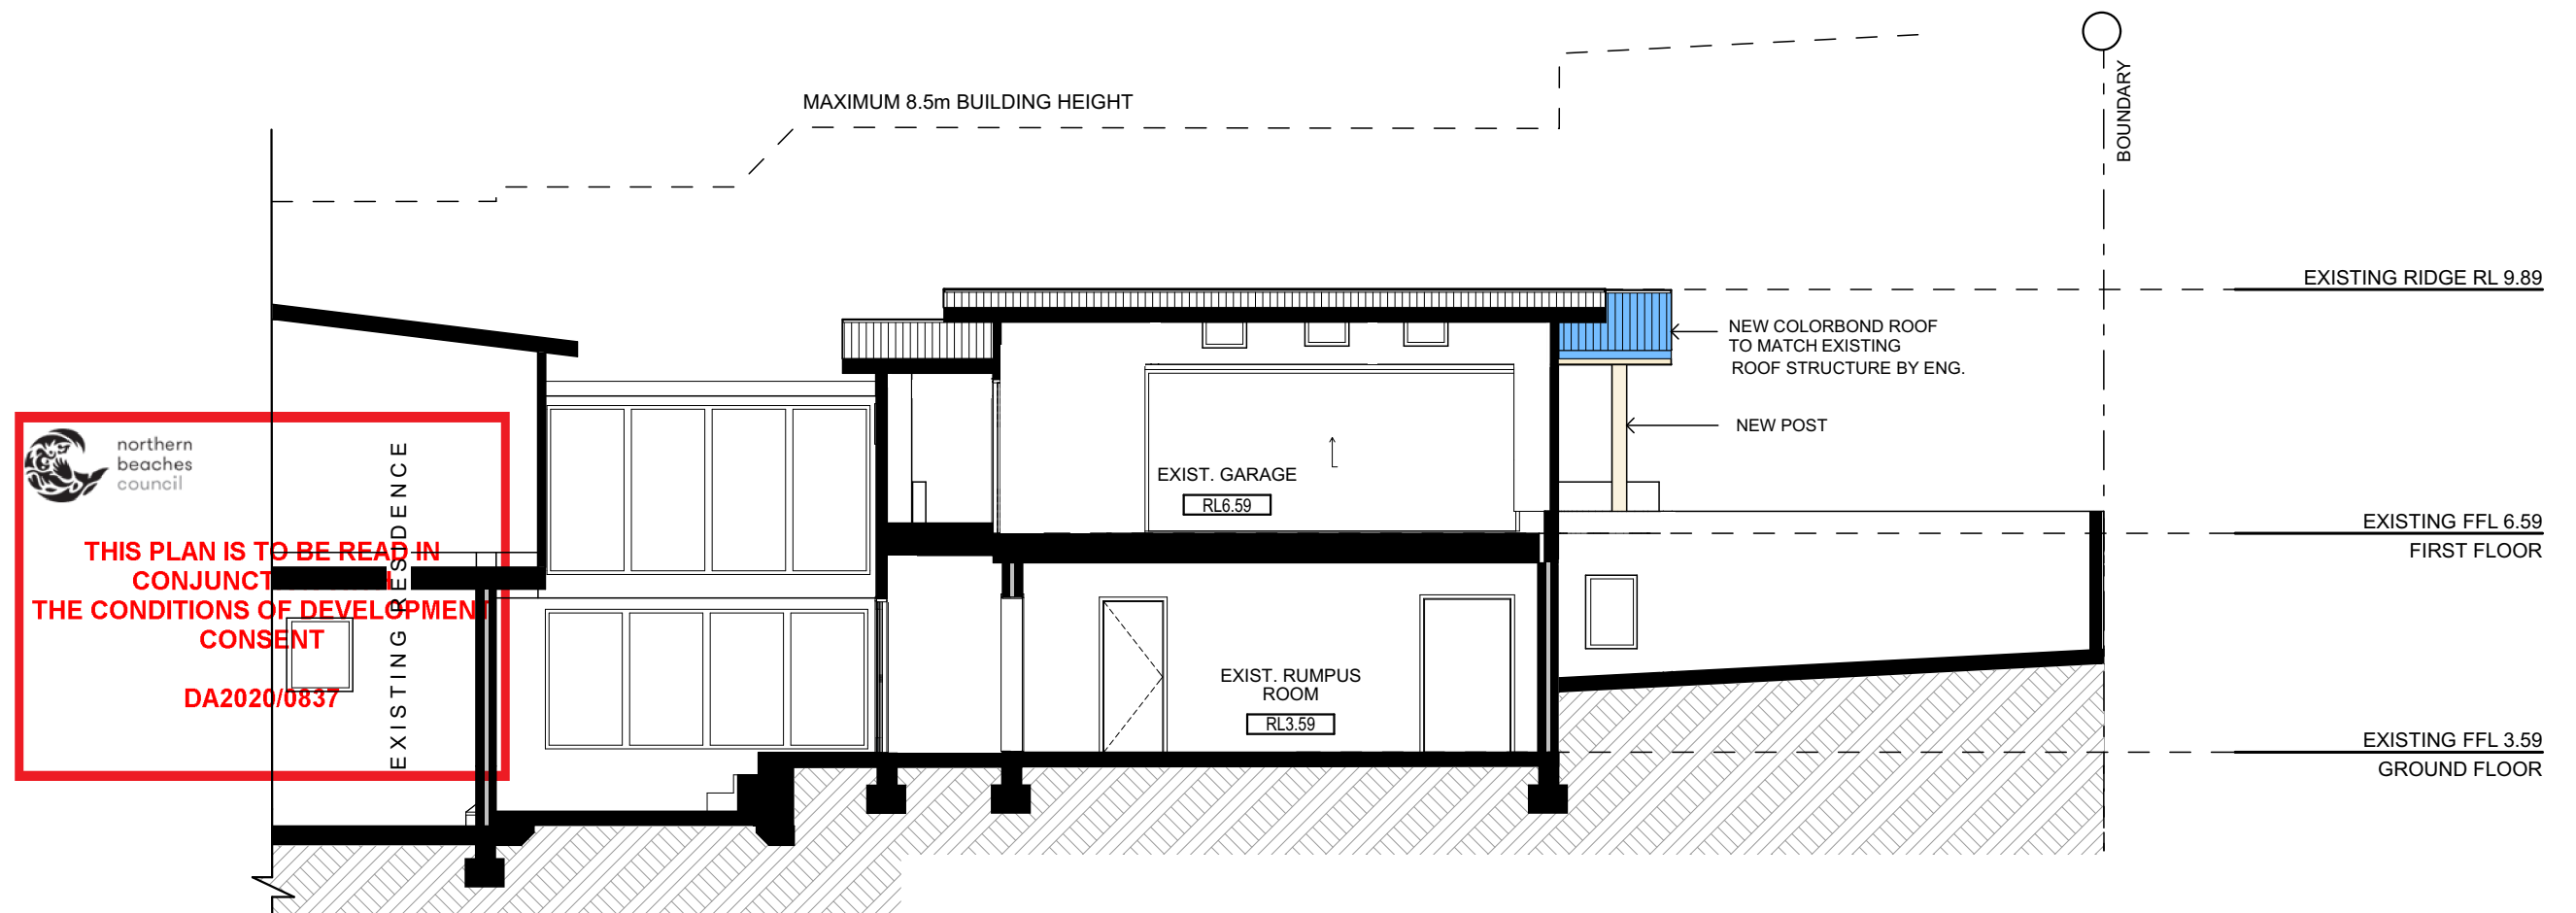 MAXIMUM 8.5m BUILDING HEIGHT
BOUNDARY
EXISTING RIDGE RL 9.89
NEW COLORBOND ROOF
TO MATCH EXISTING
ROOF STRUCTURE BY ENG.
NEW POST
northern
beaches
council
THIS PLAN IS TO BE READ IN
CONJUNCT
THE CONDITIONS OF DEVELOPMENT
CONSENT
DA2020/0837
EXISTING RESIDENCE
EXIST. GARAGE
RL6.59
EXISTING FFL 6.59
FIRST FLOOR
EXIST. RUMPUS
ROOM
RL3.59
EXISTING FFL 3.59
GROUND FLOOR